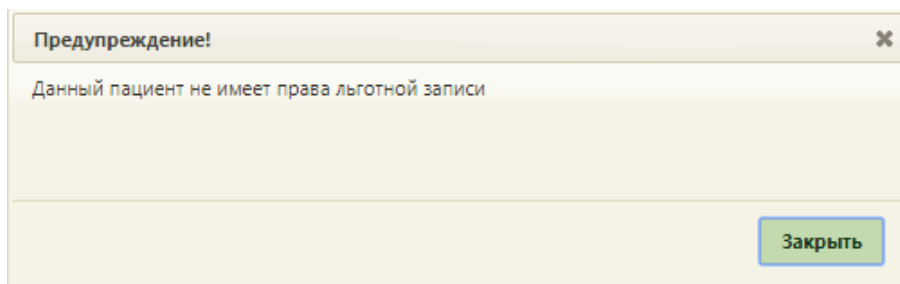 Предупреждение!
Данный пациент не имеет права льготной записи
Закрыть